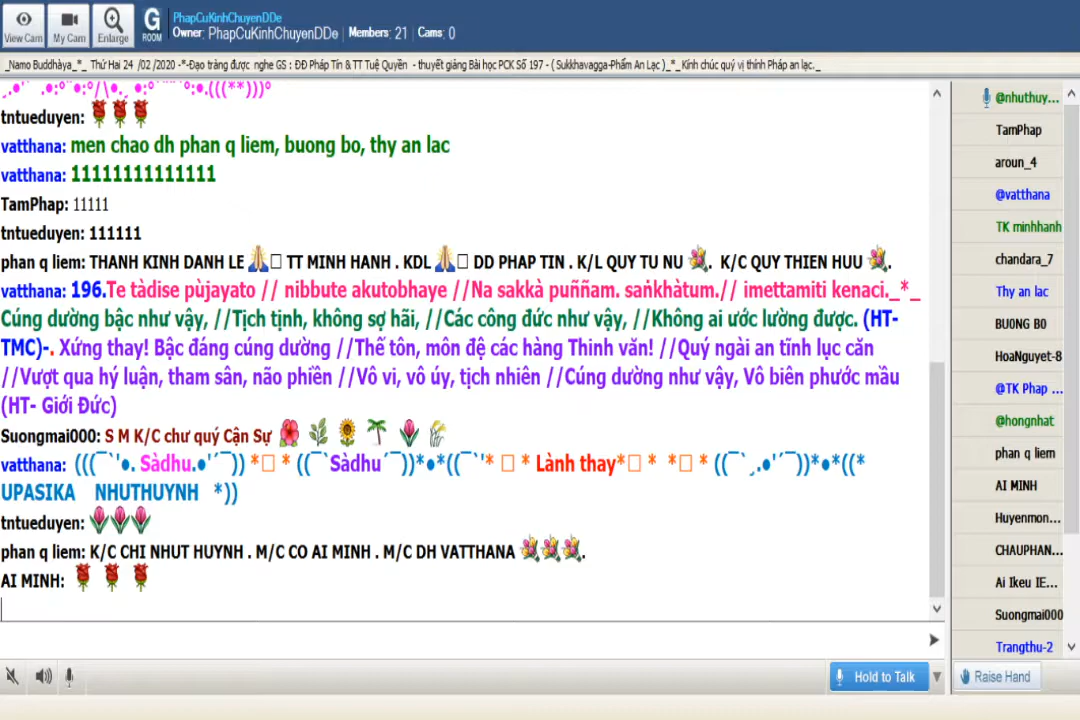 View Cam
My Cam
Enlarge
G
ROOM
PhapCuKinhChuyenDDe
Owner: PhapCuKinhChuyenDDe | Members: 21 | Cams: 0
_Namo Buddhàya_*_ Thứ Hai 24 /02 /2020 -*-Đạo tràng được nghe GS : ĐĐ Pháp Tín & TT Tuệ Quyền - thuyết giảng Bài học PCK Số 197 - ( Sukkhavagga-Phẩm An Lạc )_*_Kính chúc quý vị thính Pháp an lạc._
tntueduyen:
vatthana: men chao dh phan q liem, buong bo, thy an lac
vatthana: 11111111111111
TamPhap: 11111
tntueduyen: 111111
phan q liem: THANH KINH DANH LE TT MINH HANH . KDL DD PHAP TIN . K/L QUY TU NU . K/C QUY THIEN HUU .
vatthana: 196.Te tàdise pùjayato // nibbute akutobhaye //Na sakkà puññam. saṅkhàtum.// imettamiti kenaci._*_
Cúng dường bậc như vậy, //Tịch tịnh, không sợ hãi, //Các công đức như vậy, //Không ai ước lường được. (HT-
TMC)-. Xứng thay! Bậc đáng cúng dường //Thế tôn, môn đệ các hàng Thinh văn! //Quý ngài an tĩnh lục căn
//Vượt qua hý luận, tham sân, não phiền //Vô vi, vô úy, tịch nhiên //Cúng dường như vậy, Vô biên phước mầu
(HT- Giới Đức)
Suongmai000: S M K/C chư quý Cận Sự
vatthana: (((¯`'•. Sàdhu.•'´¯)) *□ * ((¯`Sàdhu´¯))*•*((¯`'* □ * Lành thay*□ * *□ * ((¯`¸.•'´¯))*•*((*
UPASIKA NHUTHUYNH *))
tntueduyen:
phan q liem: K/C CHI NHUT HUYNH . M/C CO AI MINH . M/C DH VATTHANA .
AI MINH:
Hold to Talk
@nhuthuy...
TamPhap
aroun_4
@vatthana
TK minhhanh
chandara_7
Thy an lac
BU0NG B0
HoaNguyet-8
@TK Phap ...
@hongnhat
phan q liem
AI MINH
Huyenmon...
CHAUPHAN...
Ai Ikeu IE...
Suongmai000
Trangthu-2
Raise Hand